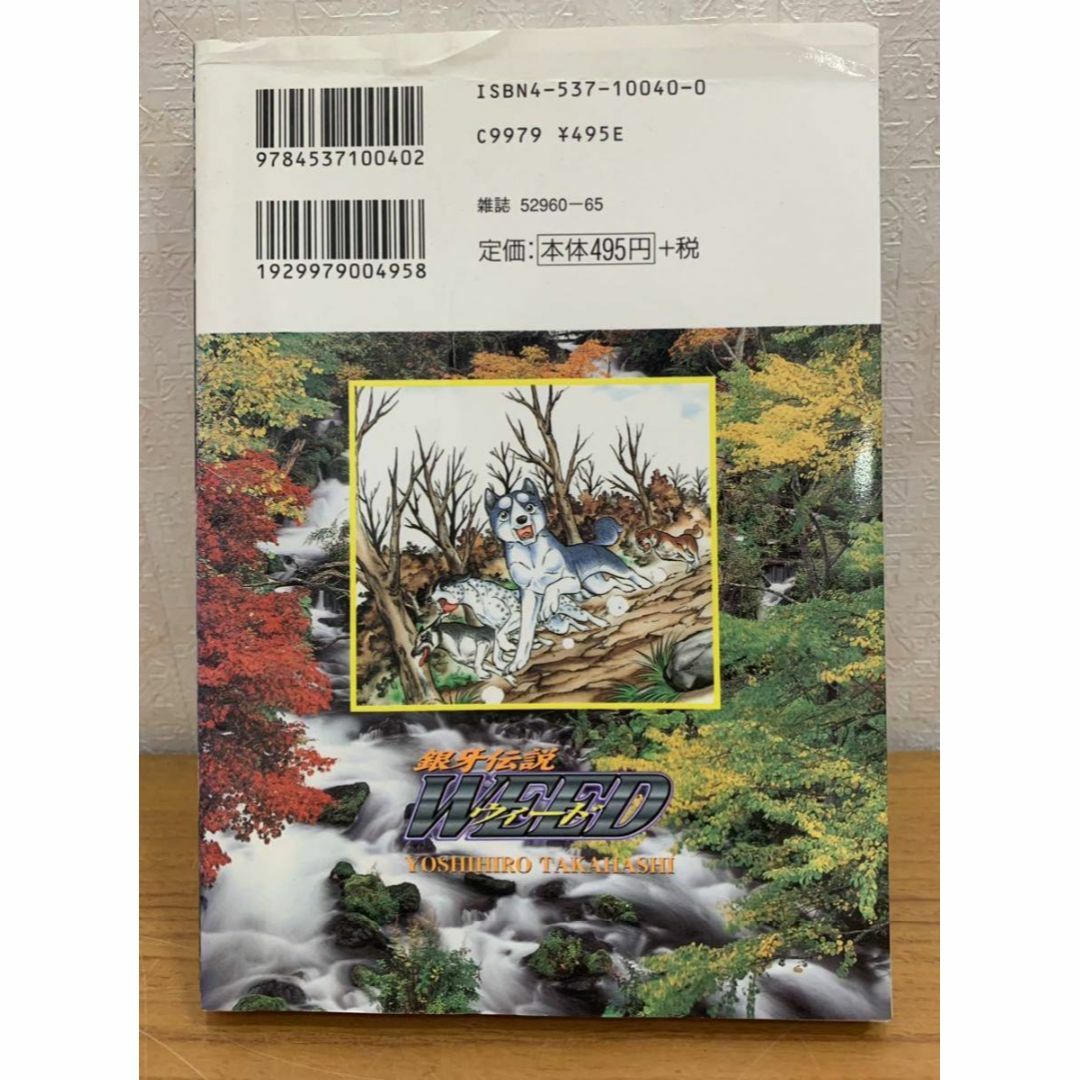 ISBN4-537-10040-0
C9979 ¥495E
9784537100402
雑誌 52960-65
定価：本体495円+税
1929979004958
銀牙伝説
WEED
ウィード
YOSHIHIRO TAKAHASHI